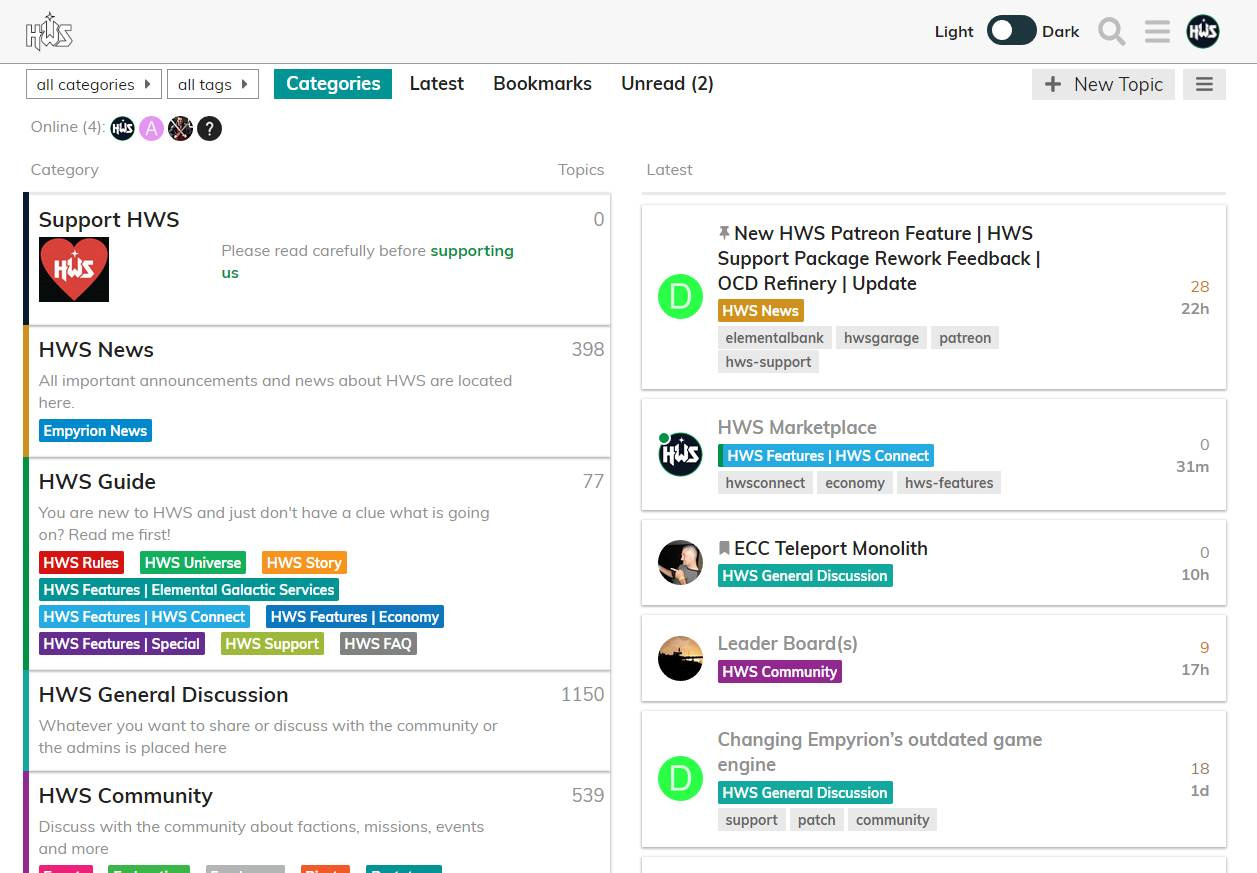 HWS
Light
Dark
HWS
all categories
all tags
Categories
Latest
Bookmarks
Unread (2)
New Topic
Online (4):
HWS
A
?
Category
Topics
Latest
Support HWS
0
HWS
Please read carefully before supporting
us
HWS News
398
All important announcements and news about HWS are located
here.
Empyrion News
HWS Guide
77
You are new to HWS and just don't have a clue what is going
on? Read me first!
HWS Rules
HWS Universe
HWS Story
HWS Features | Elemental Galactic Services
HWS Features | HWS Connect
HWS Features | Economy
HWS Features | Special
HWS Support
HWS FAQ
HWS General Discussion
1150
Whatever you want to share or discuss with the community or
the admins is placed here
HWS Community
539
Discuss with the community about factions, missions, events
and more
D
New HWS Patreon Feature | HWS
Support Package Rework Feedback |
OCD Refinery | Update
HWS News
elementalbank
hwsgarage
patreon
hws-support
28
22h
HWS
HWS Marketplace
HWS Features | HWS Connect
hwsconnect
economy
hws-features
0
31m
ECC Teleport Monolith
HWS General Discussion
0
10h
Leader Board(s)
HWS Community
9
17h
D
Changing Empyrion’s outdated game
engine
HWS General Discussion
support
patch
community
18
1d